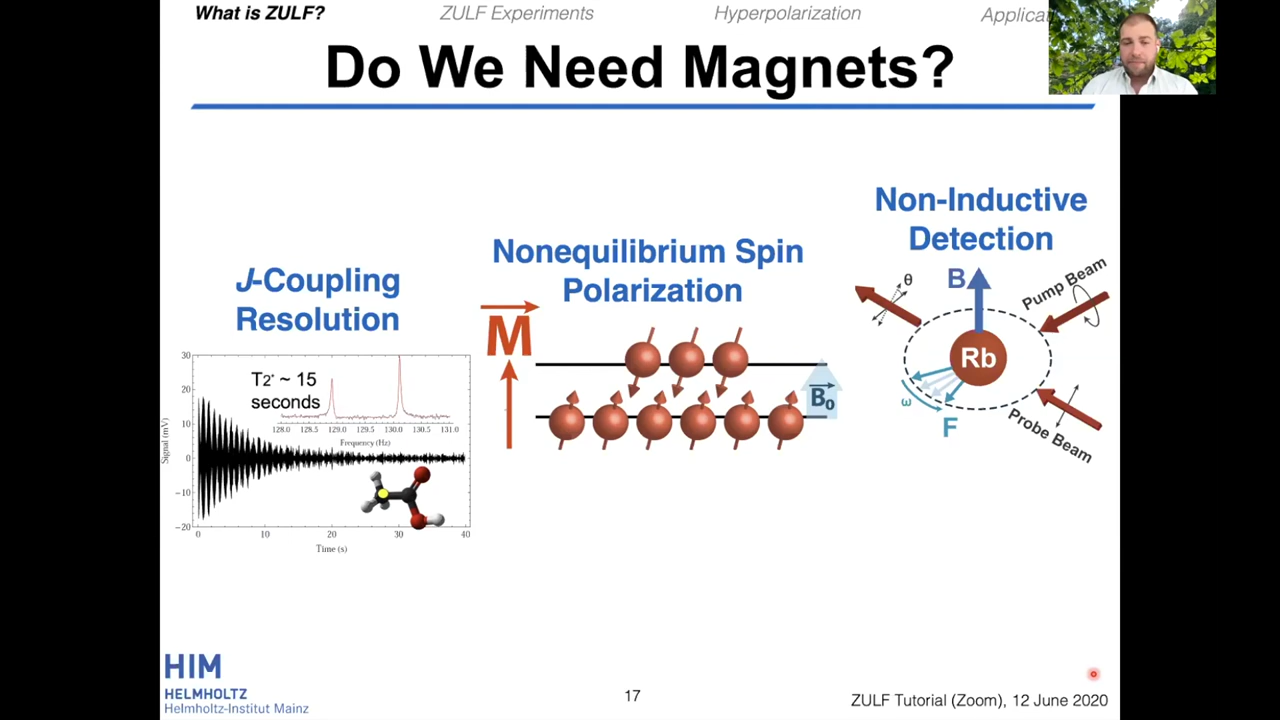 What is ZULF?
ZULF Experiments
Hyperpolarization
Applicat
Do We Need Magnets?
J-Coupling
Resolution
T2* ~ 15
seconds
30
20
10
0
−10
−20
Signal (mV)
128.0 128.5 129.0 129.5 130.0 130.5 131.0
Frequency (Hz)
0 10 20 30 40
Time (s)
Nonequilibrium Spin
Polarization
M
B0
Non-Inductive
Detection
θ
B
Pump Beam
Rb
ω
F
Probe Beam
HIM
HELMHOLTZ
Helmholtz-Institut Mainz
17
ZULF Tutorial (Zoom), 12 June 2020